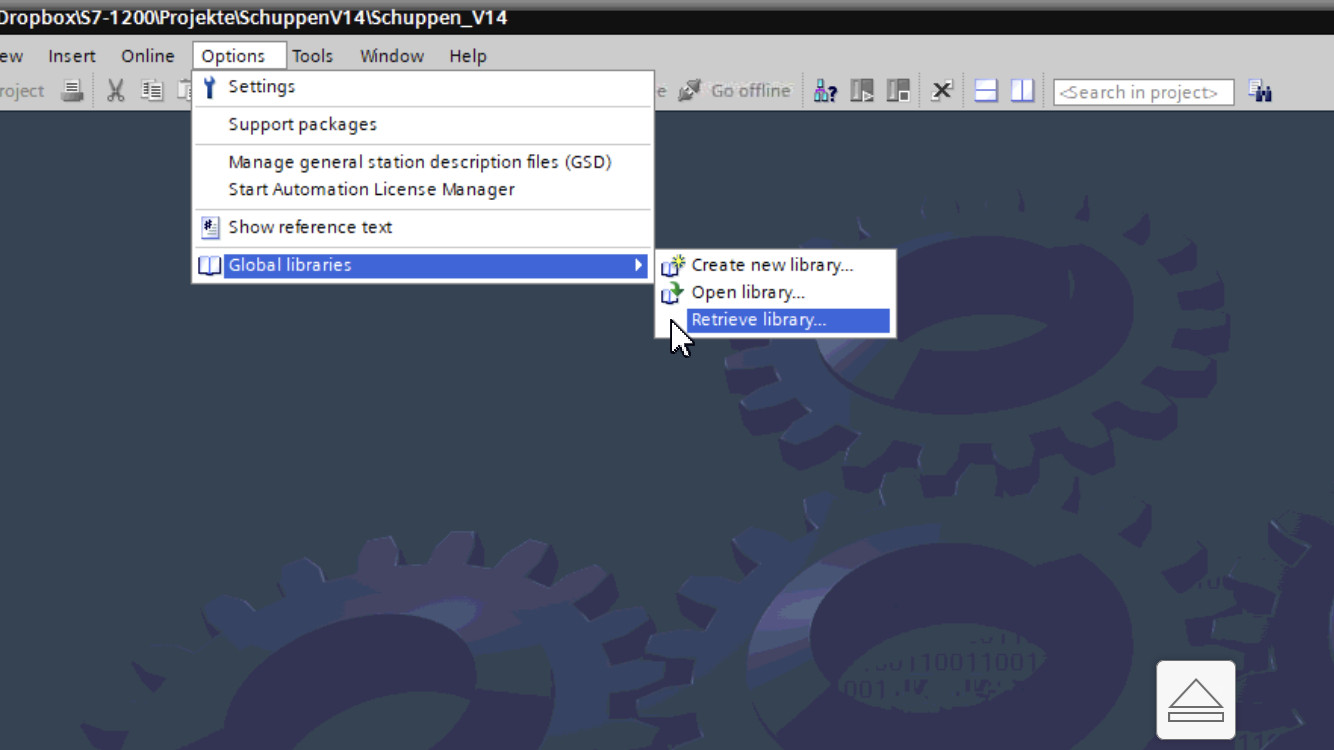 Dropbox\S7-1200\Projekte\SchuppenV14\Schuppen_V14
ew Insert Online Options Tools Window Help
roject e Go offline <Search in project>
Settings
Support packages
Manage general station description files (GSD)
Start Automation License Manager
Show reference text
Global libraries
Create new library...
Open library...
Retrieve library...
110011001
001